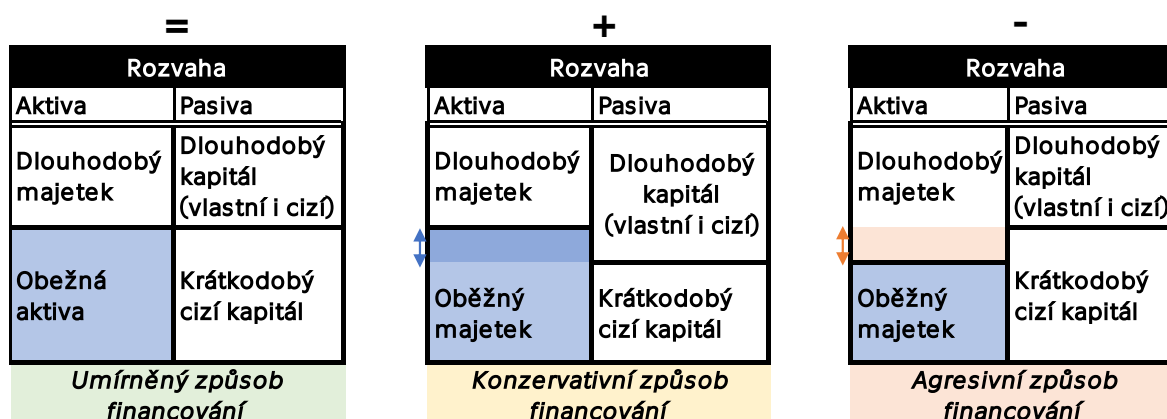 =
Rozvaha
Aktiva Pasiva
Dlouhodobý
majetek
Dlouhodobý
kapitál
(vlastní i cizí)
Obežná
aktiva
Krátkodobý
cizí kapitál
Umírněný způsob
financování
+
Rozvaha
Aktiva Pasiva
Dlouhodobý
majetek
Dlouhodobý
kapitál
(vlastní i cizí)
Oběžný
majetek
Krátkodobý
cizí kapitál
Konzervativní způsob
financování
-
Rozvaha
Aktiva Pasiva
Dlouhodobý
majetek
Dlouhodobý
kapitál
(vlastní i cizí)
Oběžný
majetek
Krátkodobý
cizí kapitál
Agresivní způsob
financování